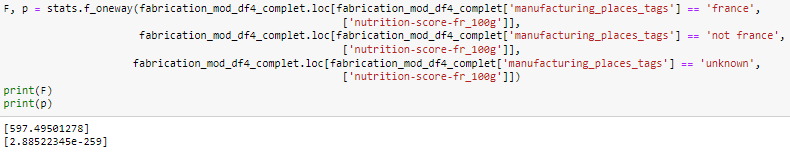 F, p = stats.f_oneway(fabrication_mod_df4_complet.loc[fabrication_mod_df4_complet['manufacturing_places_tags'] == 'france',
['nutrition-score-fr_100g']],
fabrication_mod_df4_complet.loc[fabrication_mod_df4_complet['manufacturing_places_tags'] == 'not france',
['nutrition-score-fr_100g']],
fabrication_mod_df4_complet.loc[fabrication_mod_df4_complet['manufacturing_places_tags'] == 'unknown',
['nutrition-score-fr_100g']])
print(F)
print(p)
[597.49501278]
[2.88522345e-259]